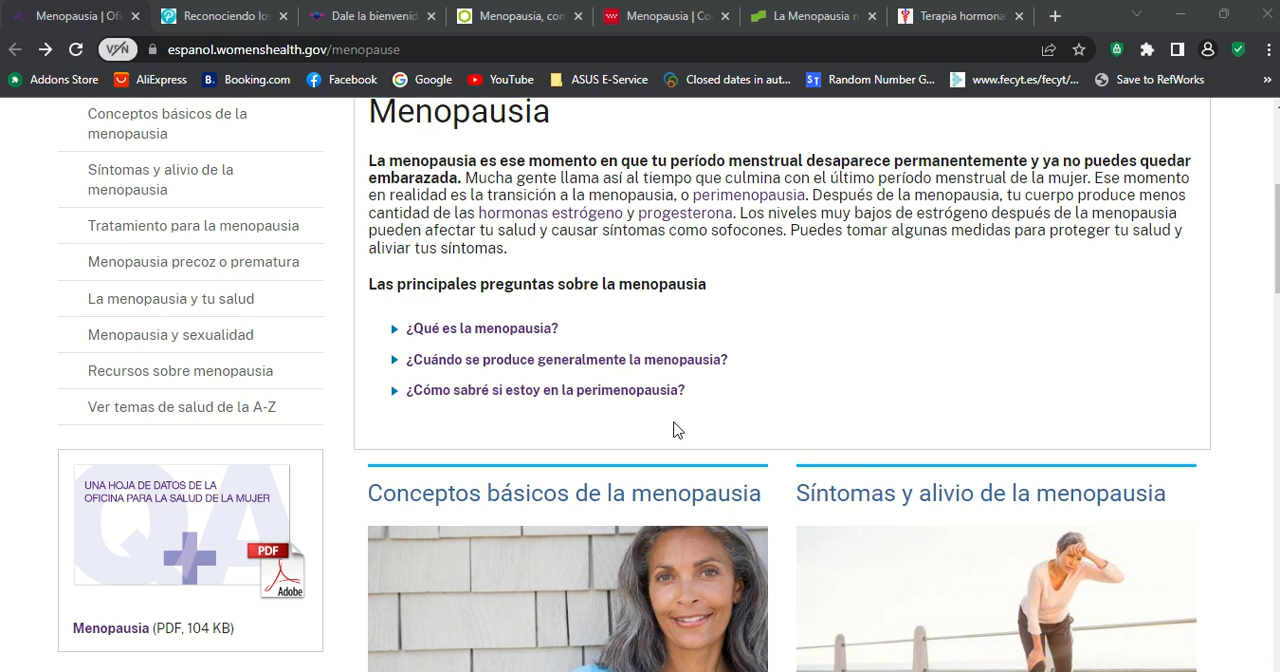 Menopausia | Ofi
Reconociendo los
Dale la bienvenid
Menopausia, con
Menopausia | Co
La Menopausia n
Terapia hormona
VPN
espanol.womenshealth.gov/menopause
Addons Store
AliExpress
B.
Booking.com
Facebook
Google
YouTube
ASUS E-Service
Closed dates in aut...
ST
Random Number G...
www.fecyt.es/fecyt/...
Save to RefWorks
»
Conceptos básicos de la
menopausia
Síntomas y alivio de la
menopausia
Tratamiento para la menopausia
Menopausia precoz o prematura
La menopausia y tu salud
Menopausia y sexualidad
Recursos sobre menopausia
Ver temas de salud de la A-Z
UNA HOJA DE DATOS DE LA
OFICINA PARA LA SALUD DE LA MUJER
QA
PDF
Adobe
Menopausia (PDF, 104 KB)
Menopausia
La menopausia es ese momento en que tu período menstrual desaparece permanentemente y ya no puedes quedar
embarazada. Mucha gente llama así al tiempo que culmina con el último período menstrual de la mujer. Ese momento
en realidad es la transición a la menopausia, o perimenopausia. Después de la menopausia, tu cuerpo produce menos
cantidad de las hormonas estrógeno y progesterona. Los niveles muy bajos de estrógeno después de la menopausia
pueden afectar tu salud y causar síntomas como sofocones. Puedes tomar algunas medidas para proteger tu salud y
aliviar tus síntomas.
Las principales preguntas sobre la menopausia
¿Qué es la menopausia?
¿Cuándo se produce generalmente la menopausia?
¿Cómo sabré si estoy en la perimenopausia?
Conceptos básicos de la menopausia
Síntomas y alivio de la menopausia